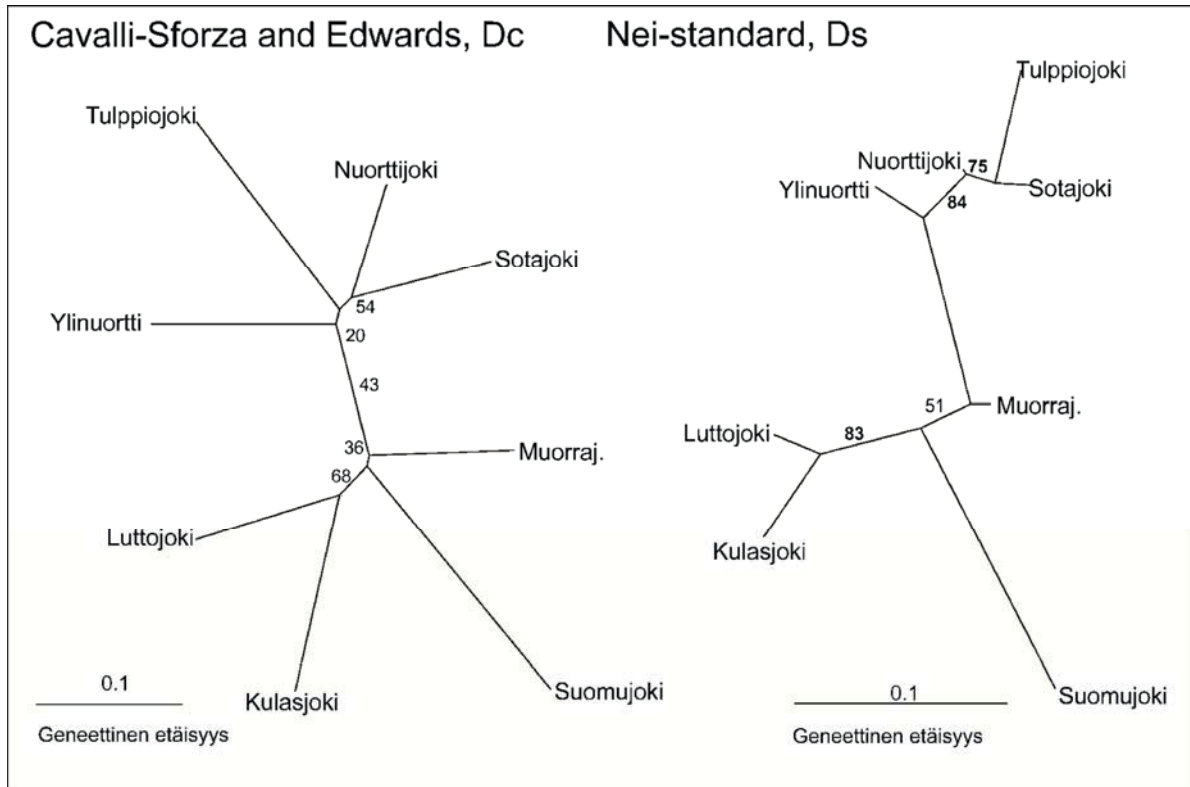 Cavalli-Sforza and Edwards, Dc
Tulppiojoki
Nuorttijoki
Sotajoki
54
Ylinuortti
20
43
36
Muorraj.
68
Luttojoki
Kulasjoki
Suomujoki
0.1
Geneettinen etäisyys
Nei-standard, Ds
Tulppiojoki
Nuorttijoki
75
Ylinuortti
Sotajoki
84
51
Muorraj.
Luttojoki
83
Kulasjoki
Suomujoki
0.1
Geneettinen etäisyys